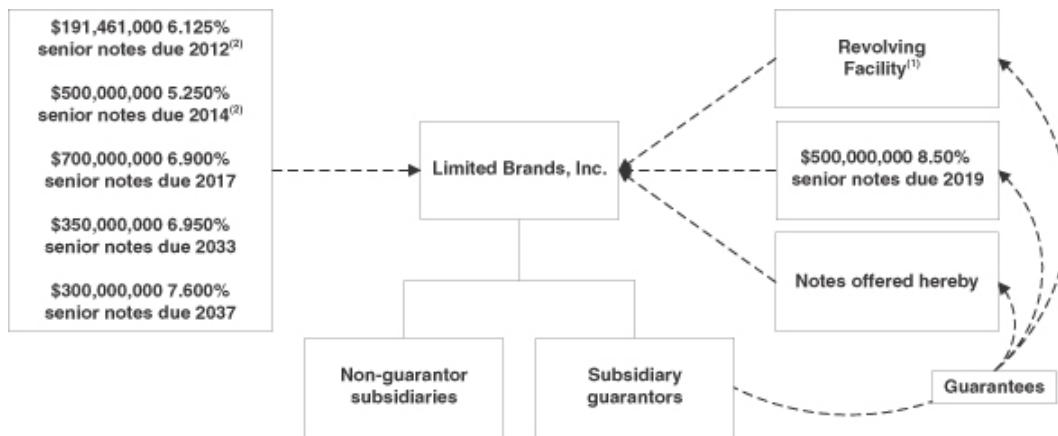 $191,461,000 6.125%
senior notes due 2012(2)
$500,000,000 5.250%
senior notes due 2014(2)
$700,000,000 6.900%
senior notes due 2017
$350,000,000 6.950%
senior notes due 2033
$300,000,000 7.600%
senior notes due 2037
Limited Brands, Inc.
Revolving
Facility(1)
$500,000,000 8.50%
senior notes due 2019
Notes offered hereby
Non-guarantor
subsidiaries
Subsidiary
guarantors
Guarantees